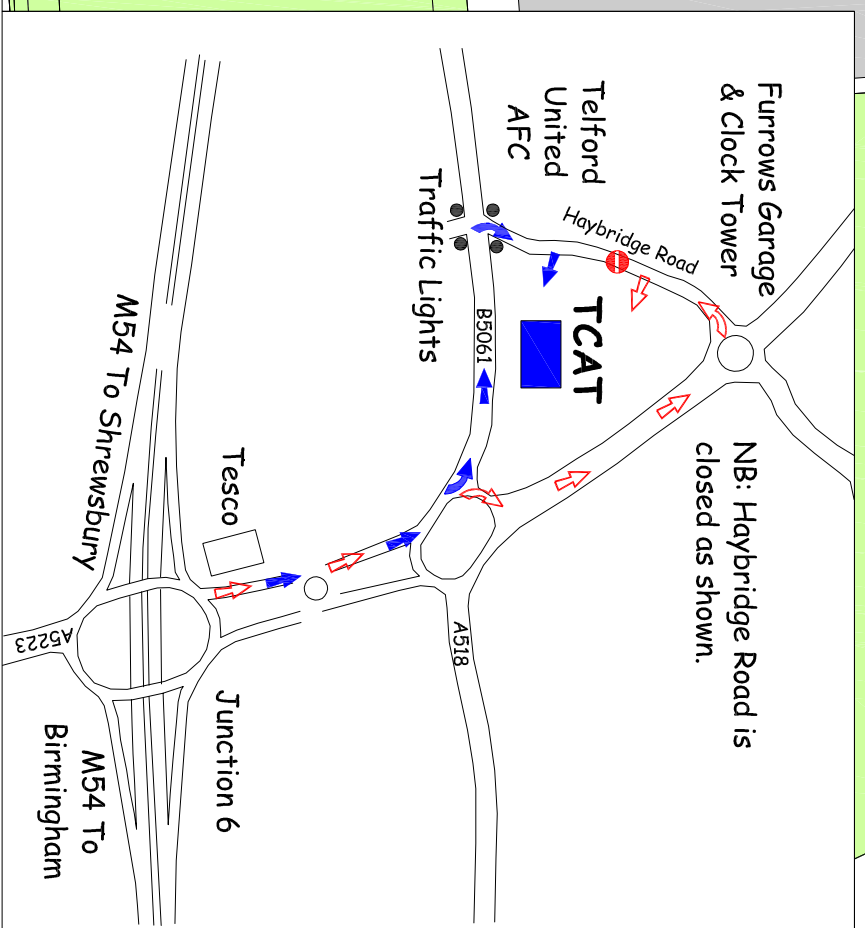 Furrows Garage
& Clock Tower
Telford
United
AFC
Haybridge Road
Traffic Lights
TCAT
B5061
NB: Haybridge Road is
closed as shown.
M54 To Shrewsbury
Tesco
A518
A5223
Junction 6
M54 To
Birmingham